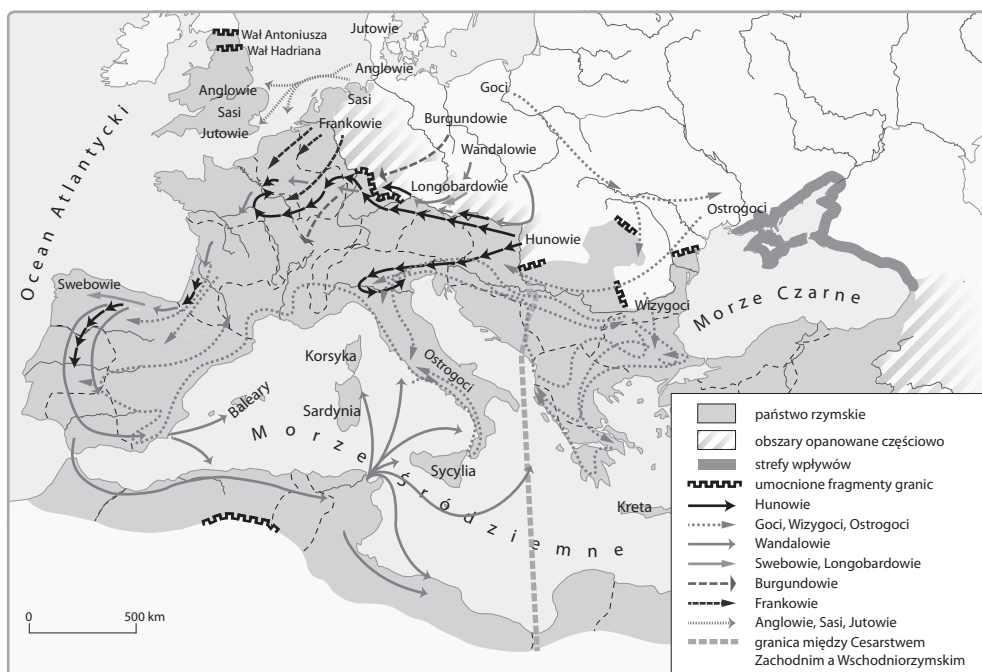 Wał Antoniusza
Wał Hadriana
Jutowie
Anglowie
Anglowie
Sasi
Jutowie
Sasi
Goci
Frankowie
Burgundowie
Wandalowie
Longobardowie
Ocean Atlantycki
Ostrogoci
Hunowie
Swebowie
Wizygoci
Morze Czarne
Korsyka
Ostrogoci
Baleary
Sardynia
Morze Śródziemne
Sycylia
Kreta
0 500 km
państwo rzymskie
obszary opanowane częściowo
strefy wpływów
umocnione fragmenty granic
Hunowie
Goci, Wizygoci, Ostrogoci
Wandalowie
Swebowie, Longobardowie
Burgundowie
Frankowie
Anglowie, Sasi, Jutowie
granica między Cesarstwem
Zachodnim a Wschodniorzymskim